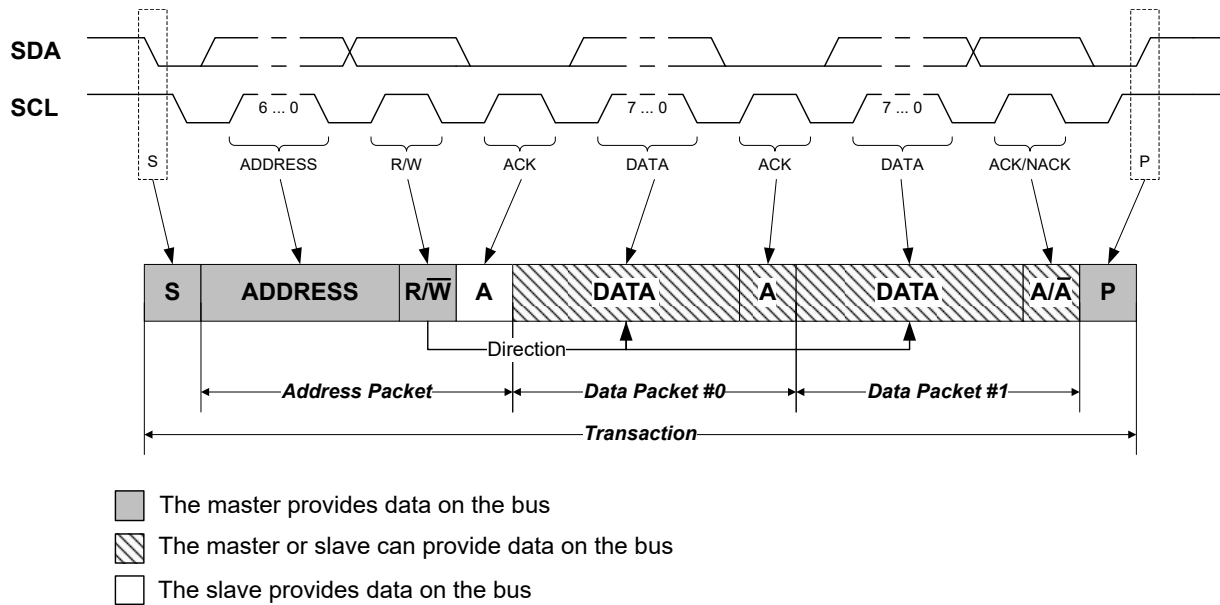 SDA
SCL
6 ... 0
7 ... 0
7 ... 0
S
ADDRESS
R/W
ACK
DATA
ACK
DATA
ACK/NACK
P
S
ADDRESS
R/W̅
A
DATA
A
DATA
A/A̅
P
Direction
Address Packet
Data Packet #0
Data Packet #1
Transaction
The master provides data on the bus
The master or slave can provide data on the bus
The slave provides data on the bus